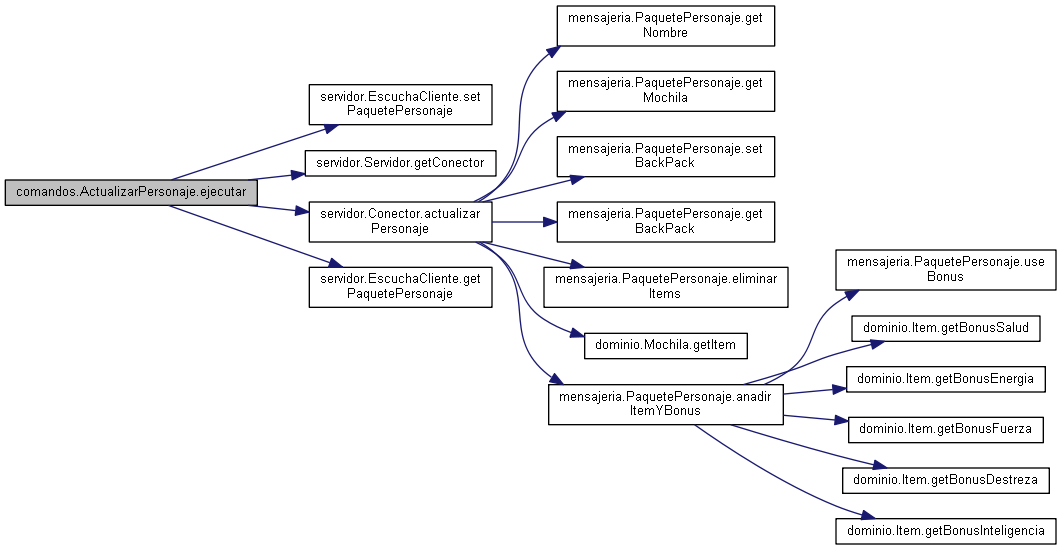 comandos.ActualizarPersonaje.ejecutar
servidor.EscuchaCliente.set
PaquetePersonaje
servidor.Servidor.getConector
servidor.Conector.actualizar
Personaje
servidor.EscuchaCliente.get
PaquetePersonaje
mensajeria.PaquetePersonaje.get
Nombre
mensajeria.PaquetePersonaje.get
Mochila
mensajeria.PaquetePersonaje.set
BackPack
mensajeria.PaquetePersonaje.get
BackPack
mensajeria.PaquetePersonaje.eliminar
Items
dominio.Mochila.getItem
mensajeria.PaquetePersonaje.anadir
ItemYBonus
mensajeria.PaquetePersonaje.use
Bonus
dominio.Item.getBonusSalud
dominio.Item.getBonusEnergia
dominio.Item.getBonusFuerza
dominio.Item.getBonusDestreza
dominio.Item.getBonusInteligencia